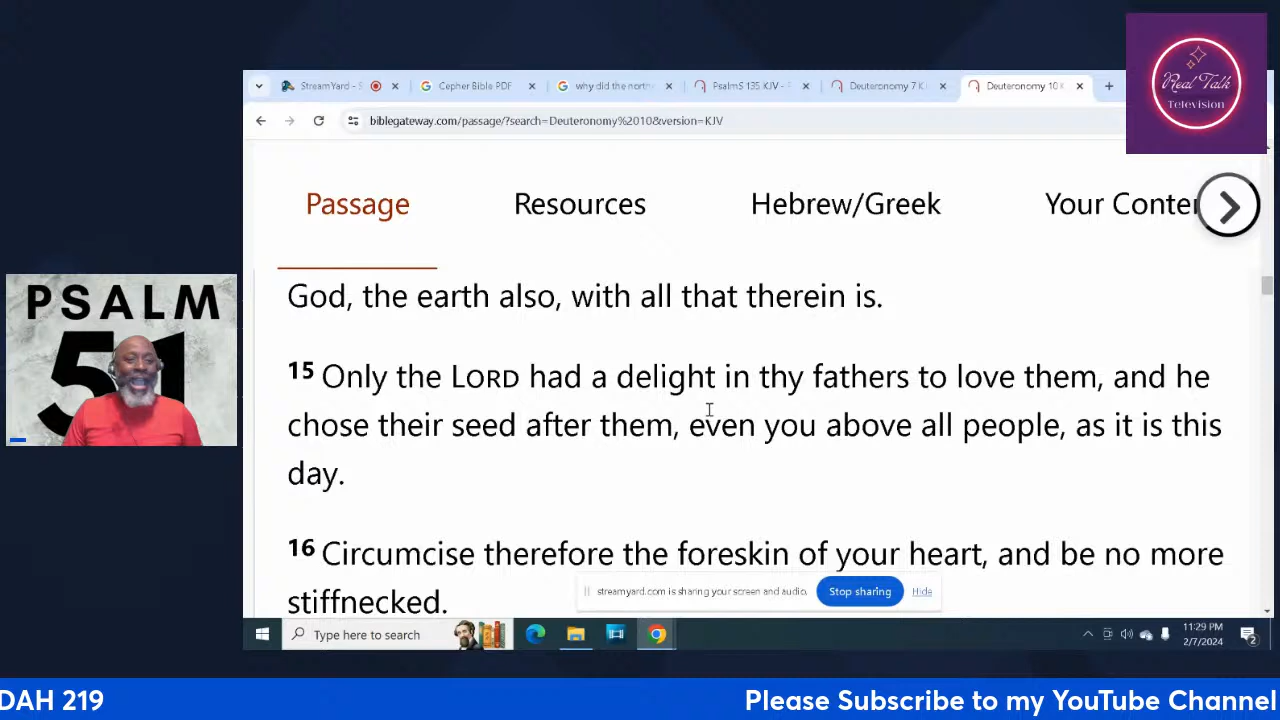 Real Talk
Television
StreamYard - S
Cepher Bible PDF
why did the north
PsalmS 135 KJV -
Deuteronomy 7 K
Deuteronomy 10 K
biblegateway.com/passage/?search=Deuteronomy%2010&version=KJV
Passage
Resources
Hebrew/Greek
Your Conten
God, the earth also, with all that therein is.
15 Only the LORD had a delight in thy fathers to love them, and he
chose their seed after them, even you above all people, as it is this
day.
16 Circumcise therefore the foreskin of your heart, and be no more
stiffnecked.
PSALM
51
streamyard.com is sharing your screen and audio.
Stop sharing
Hide
Type here to search
11:29 PM
2/7/2024
2
DAH 219
Please Subscribe to my YouTube Channel